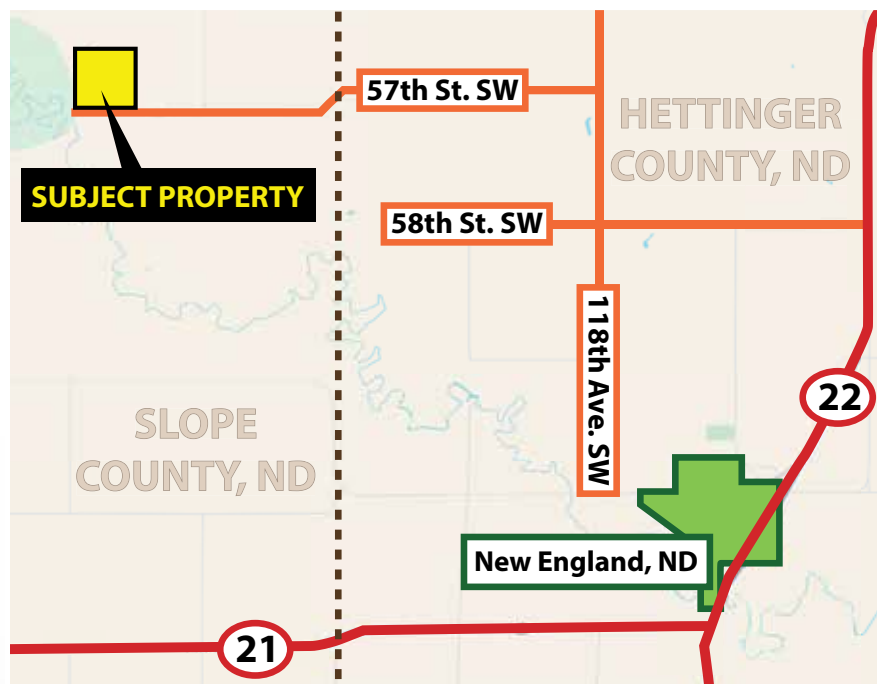 57th St. SW
HETTINGER
COUNTY, ND
SUBJECT PROPERTY
58th St. SW
118th Ave. SW
22
SLOPE
COUNTY, ND
New England, ND
21